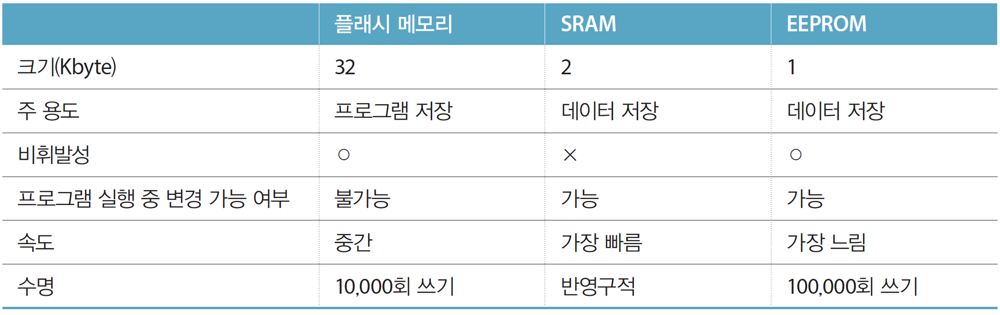 플래시 메모리 SRAM EEPROM
크기(Kbyte) 32 2 1
주 용도 프로그램 저장 데이터 저장 데이터 저장
비휘발성 ○ × ○
프로그램 실행 중 변경 가능 여부 불가능 가능 가능
속도 중간 가장 빠름 가장 느림
수명 10,000회 쓰기 반영구적 100,000회 쓰기